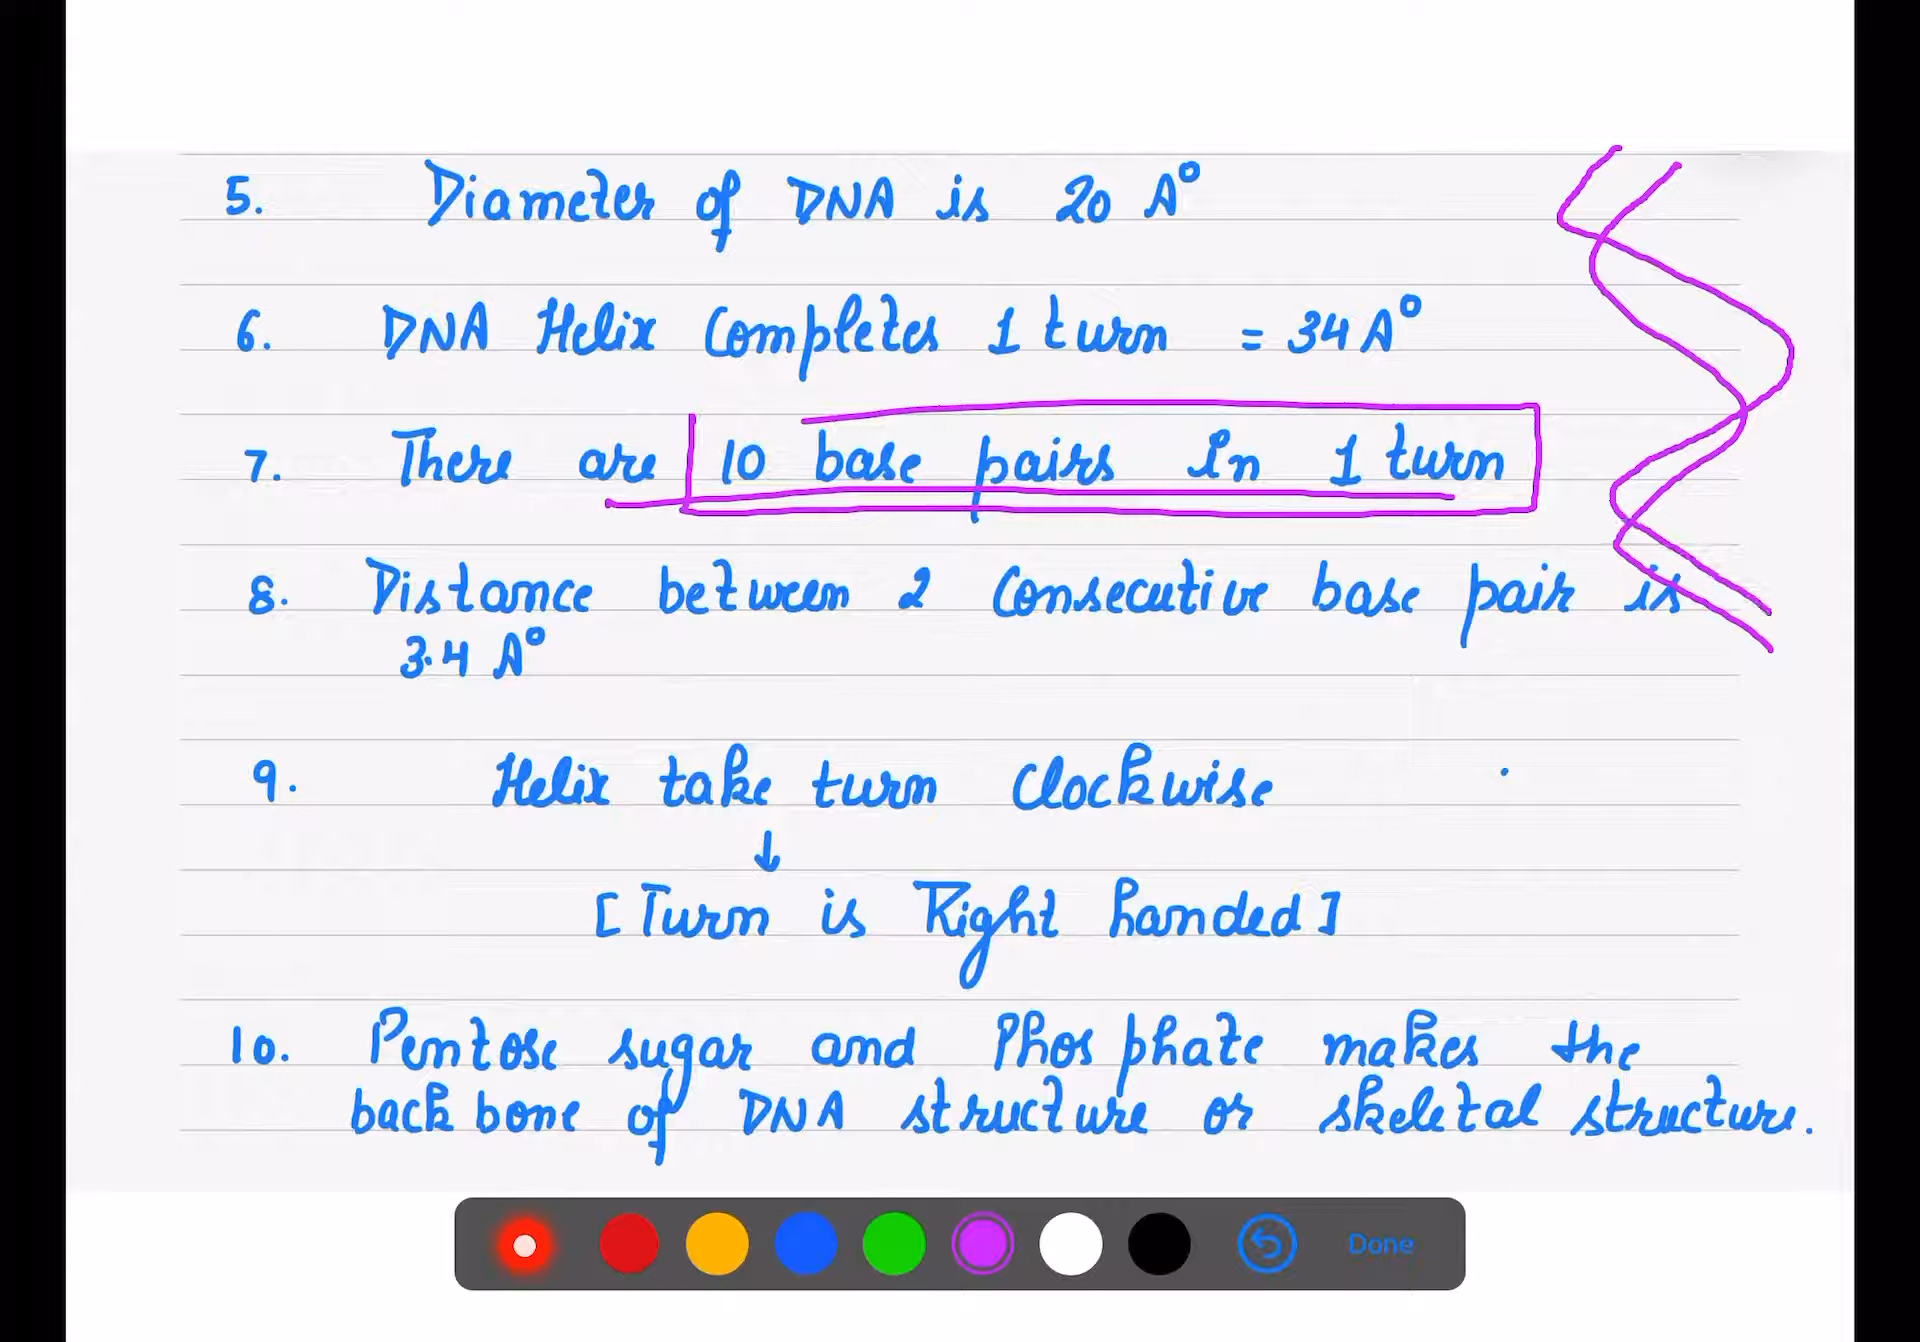 5. Diameter of DNA is 20 A°
6. DNA Helix Completes 1 turn = 34 A°
7. There are 10 base pairs In 1 turn
8. Distance between 2 Consecutive base pair is
3.4 A°
9. Helix take turn Clockwise
↓
[Turn is Right handed]
10. Pentose sugar and Phosphate makes the
backbone of DNA structure or skeletal structure.
Done